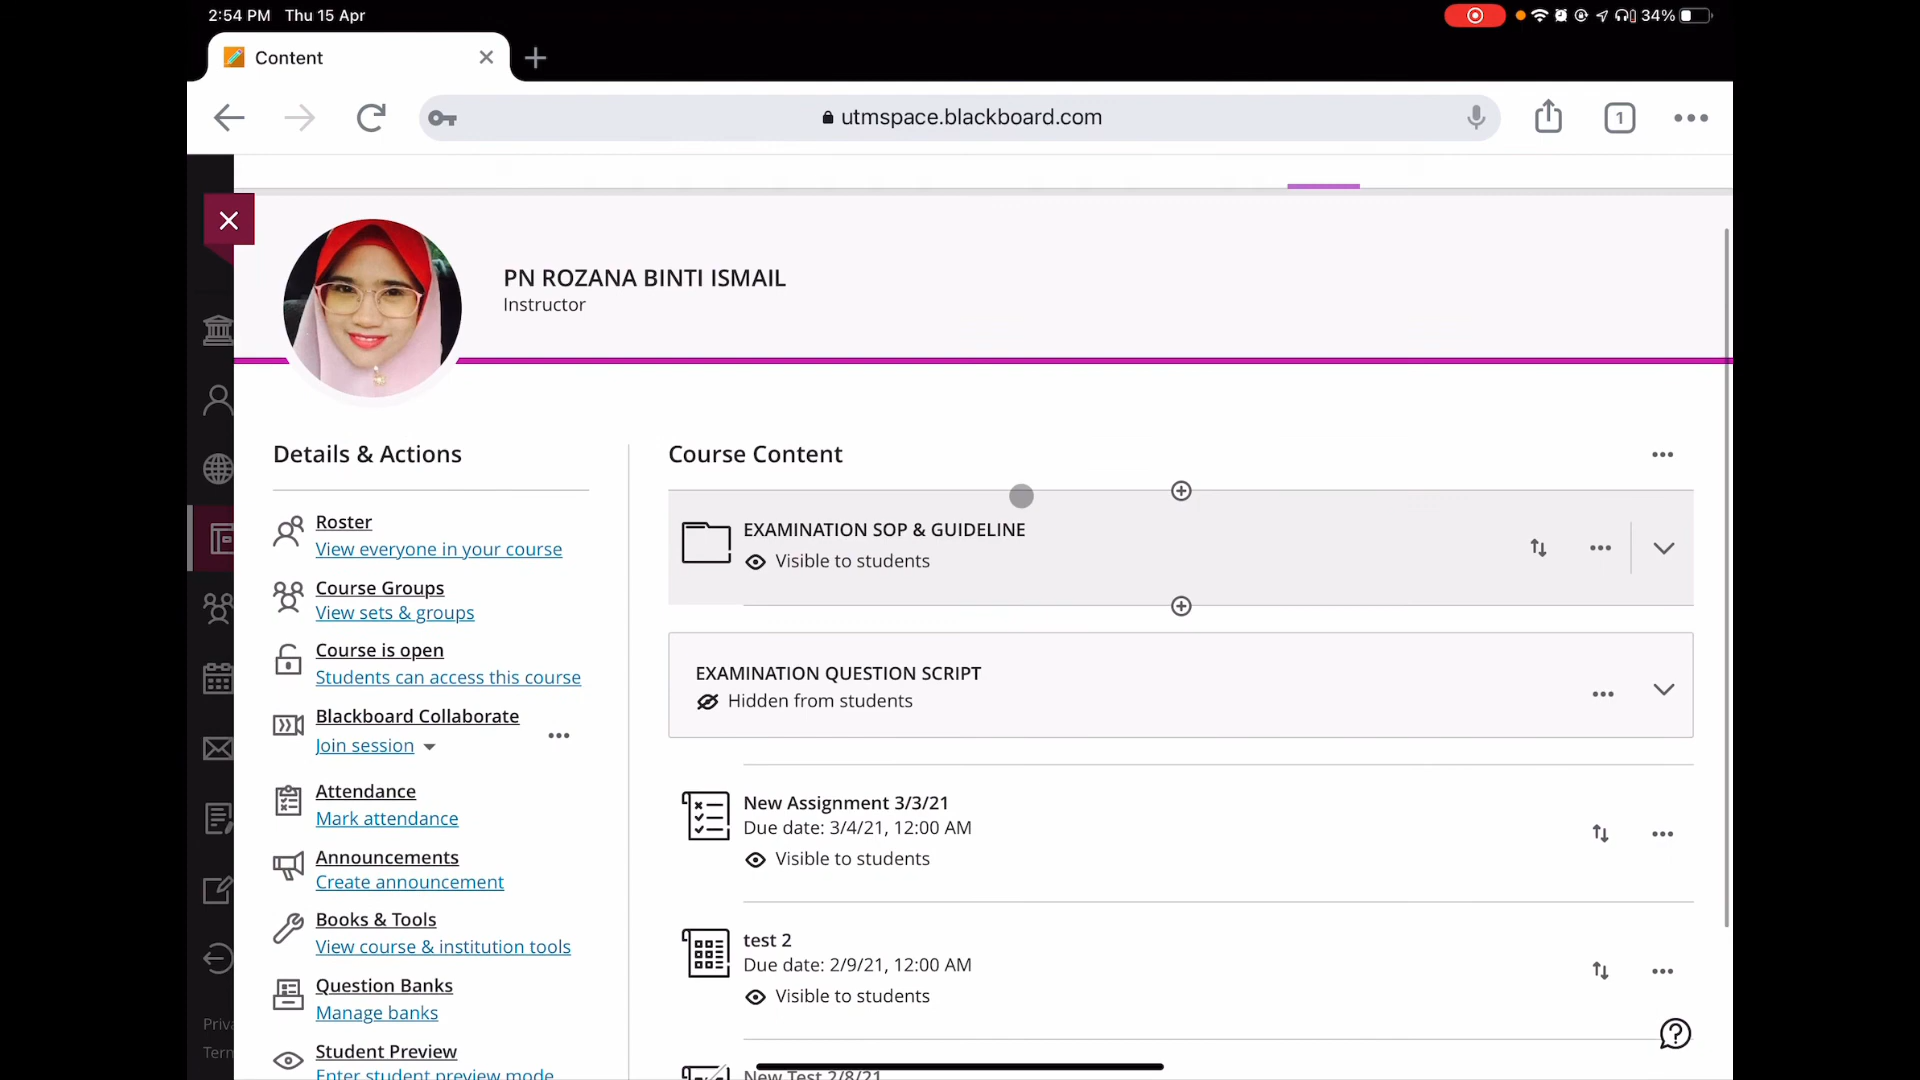 2:54 PM Thu 15 Apr
34%
Content
utmspace.blackboard.com
1
PN ROZANA BINTI ISMAIL
Instructor
Details & Actions
Roster
View everyone in your course
Course Groups
View sets & groups
Course is open
Students can access this course
Blackboard Collaborate
Join session
Attendance
Mark attendance
Announcements
Create announcement
Books & Tools
View course & institution tools
Question Banks
Manage banks
Student Preview
Enter student preview mode
Course Content
EXAMINATION SOP & GUIDELINE
Visible to students
EXAMINATION QUESTION SCRIPT
Hidden from students
New Assignment 3/3/21
Due date: 3/4/21, 12:00 AM
Visible to students
test 2
Due date: 2/9/21, 12:00 AM
Visible to students
New Test 2/8/21
Priva
Term